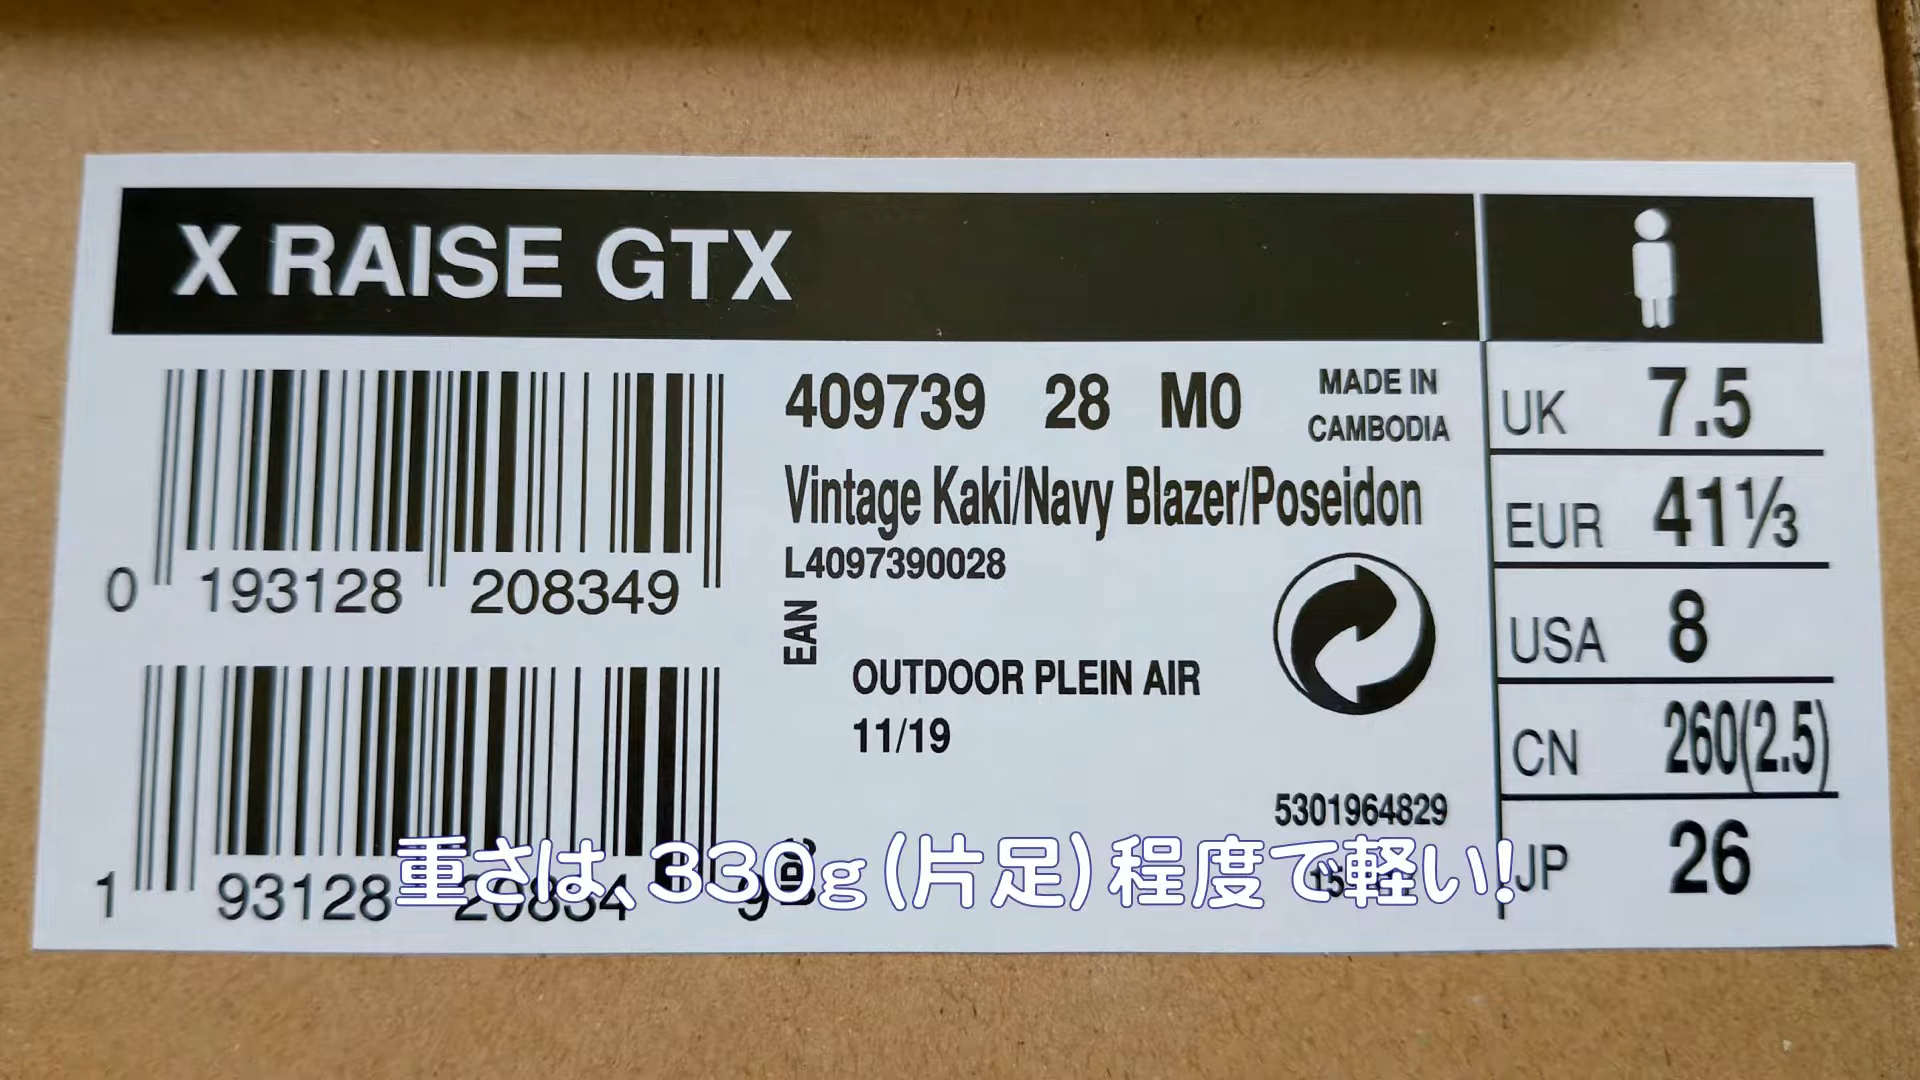 X RAISE GTX
409739 28 M0
MADE IN
CAMBODIA
Vintage Kaki/Navy Blazer/Poseidon
L4097390028
0 193128 208349
EAN
OUTDOOR PLEIN AIR
11/19
5301964829
1 93128 20834 9
UK 7.5
EUR 41⅓
USA 8
CN 260(2.5)
JP 26
重さは、330g(片足)程度で軽い!